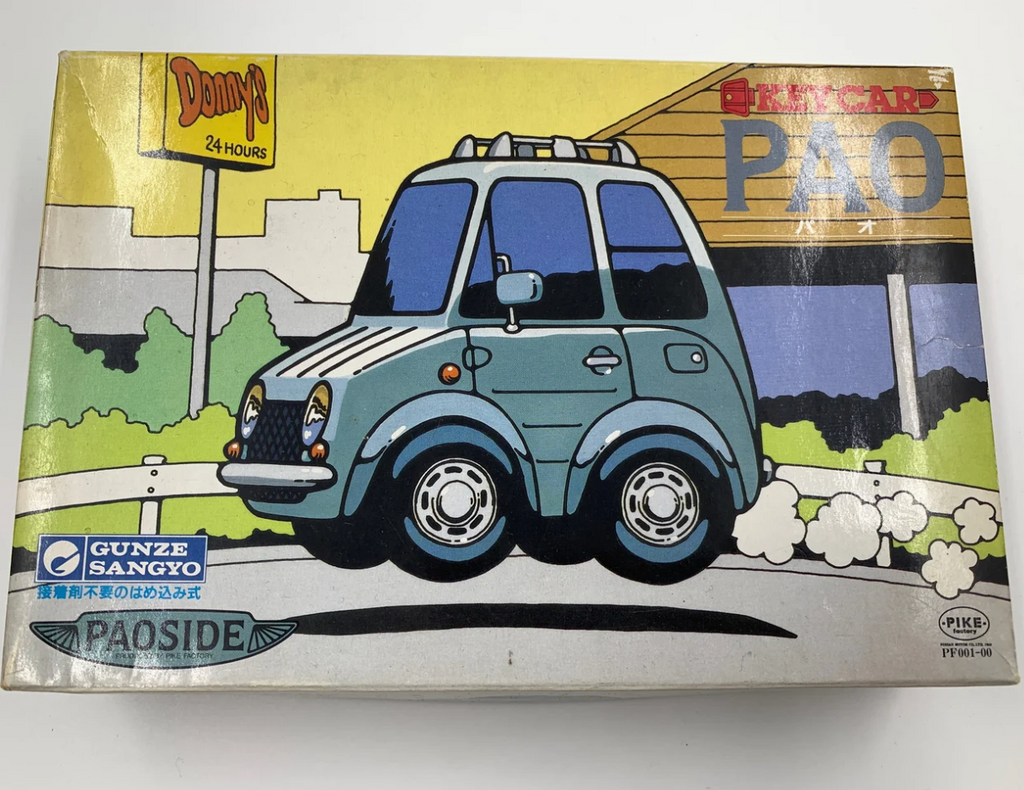 Donny's
24 HOURS
KEY CAR
PAO
パオ
GUNZE
SANGYO
接着剤不要のはめ込み式
PAOSIDE
PIKE
factory
PF001-00